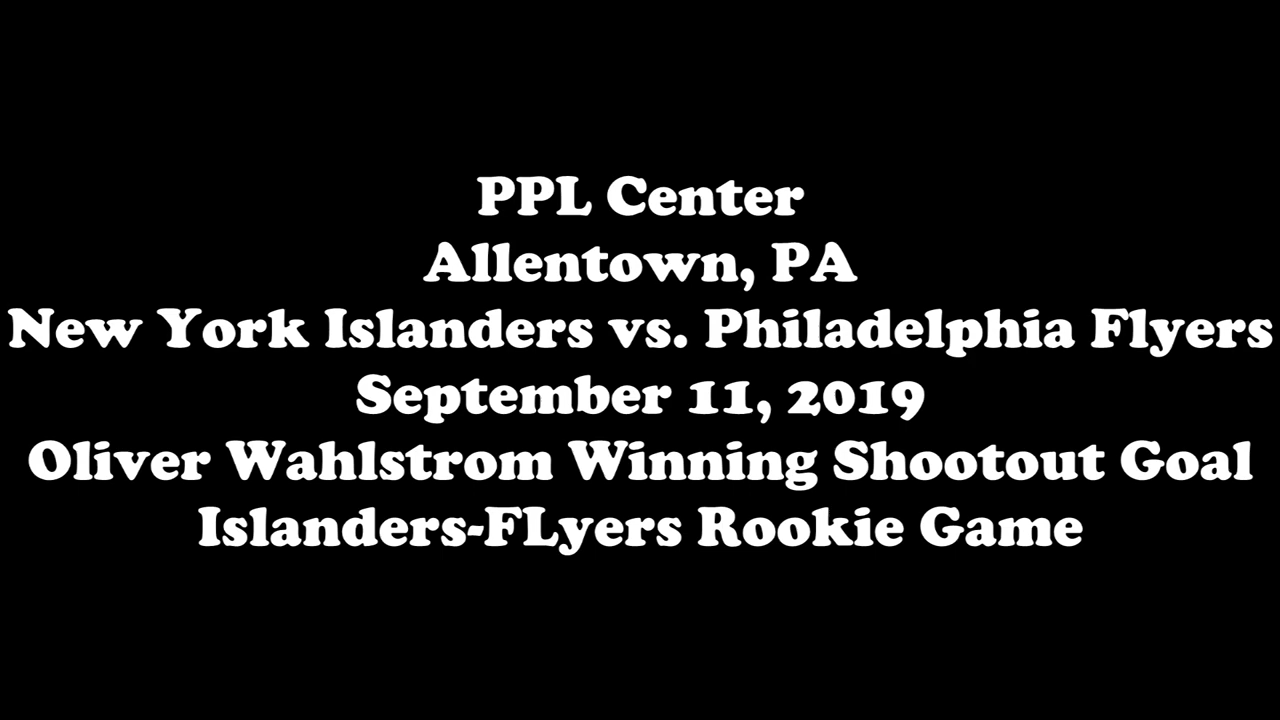 PPL Center
Allentown, PA
New York Islanders vs. Philadelphia Flyers
September 11, 2019
Oliver Wahlstrom Winning Shootout Goal
Islanders-FLyers Rookie Game